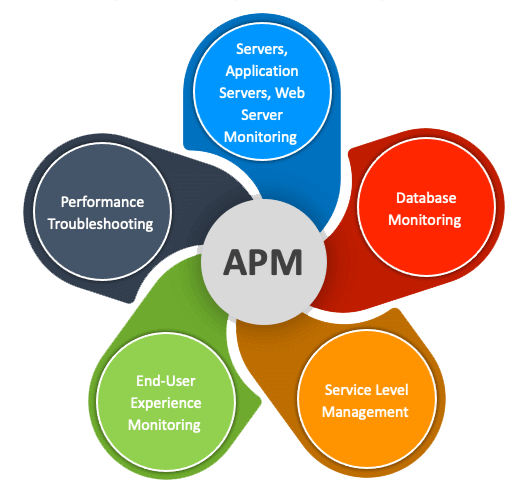 Servers,
Application
Servers, Web
Server
Monitoring
Database
Monitoring
Service Level
Management
End-User
Experience
Monitoring
Performance
Troubleshooting
APM